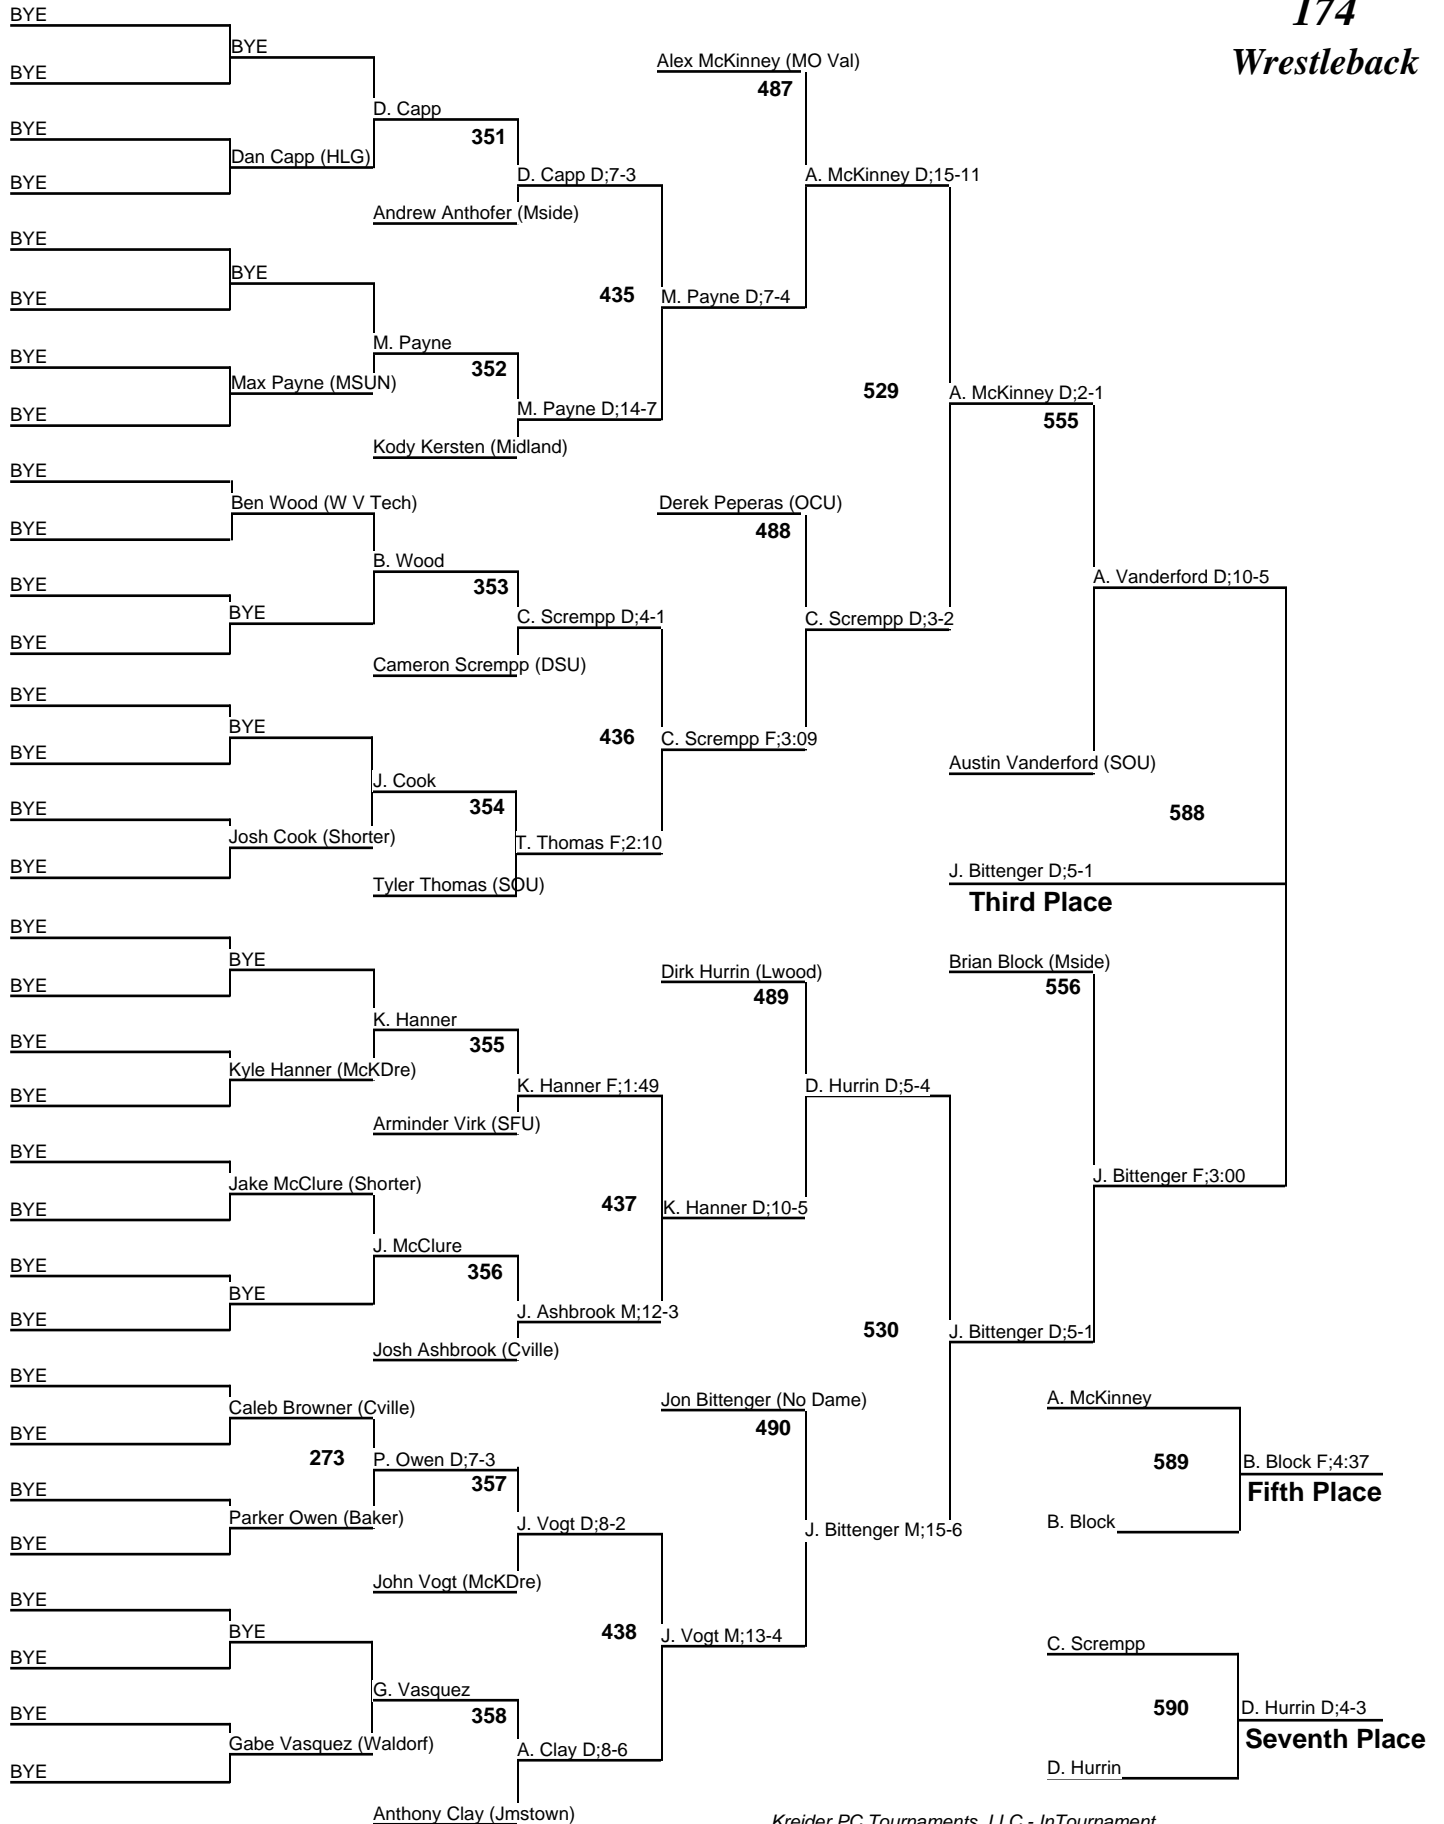 174
BYE
BYE
Wrestleback
Alex McKinney (MO Val)
BYE
487
D. Capp
BYE
351
Dan Capp (HLG)
D. Capp D;7-3
A. McKinney D;15-11
BYE
Andrew Anthofer (Mside)
BYE
BYE
435
M. Payne D;7-4
BYE
M. Payne
BYE
352
Max Payne (MSUN)
529
A. McKinney D;2-1
M. Payne D;14-7
BYE
555
Kody Kersten (Midland)
BYE
Ben Wood (W V Tech)
Derek Peperas (OCU)
BYE
488
B. Wood
A. Vanderford D;10-5
BYE
353
BYE
C. Scrempp D;4-1
C. Scrempp D;3-2
BYE
Cameron Scrempp (DSU)
BYE
BYE
436
C. Scrempp F;3:09
BYE
Austin Vanderford (SOU)
J. Cook
BYE
354
588
Josh Cook (Shorter)
T. Thomas F;2:10
BYE
J. Bittenger D;5-1
Tyler Thomas (SOU)
Third Place
BYE
BYE
Brian Block (Mside)
Dirk Hurrin (Lwood)
BYE
556
489
K. Hanner
BYE
355
Kyle Hanner (McKDre)
K. Hanner F;1:49
D. Hurrin D;5-4
BYE
Arminder Virk (SFU)
BYE
J. Bittenger F;3:00
Jake McClure (Shorter)
437
K. Hanner D;10-5
BYE
J. McClure
BYE
356
BYE
J. Ashbrook M;12-3
BYE
530
J. Bittenger D;5-1
Josh Ashbrook (Cville)
BYE
Caleb Browner (Cville)
Jon Bittenger (No Dame)
A. McKinney
BYE
490
273
P. Owen D;7-3
589
B. Block F;4:37
BYE
357
Fifth Place
Parker Owen (Baker)
J. Vogt D;8-2
J. Bittenger M;15-6
B. Block
BYE
John Vogt (McKDre)
BYE
BYE
438
J. Vogt M;13-4
C. Scrempp
BYE
G. Vasquez
BYE
358
590
D. Hurrin D;4-3
Gabe Vasquez (Waldorf)
A. Clay D;8-6
Seventh Place
BYE
D. Hurrin
Anthony Clay (Jmstown)
Kreider PC Tournaments, LLC - InTournament